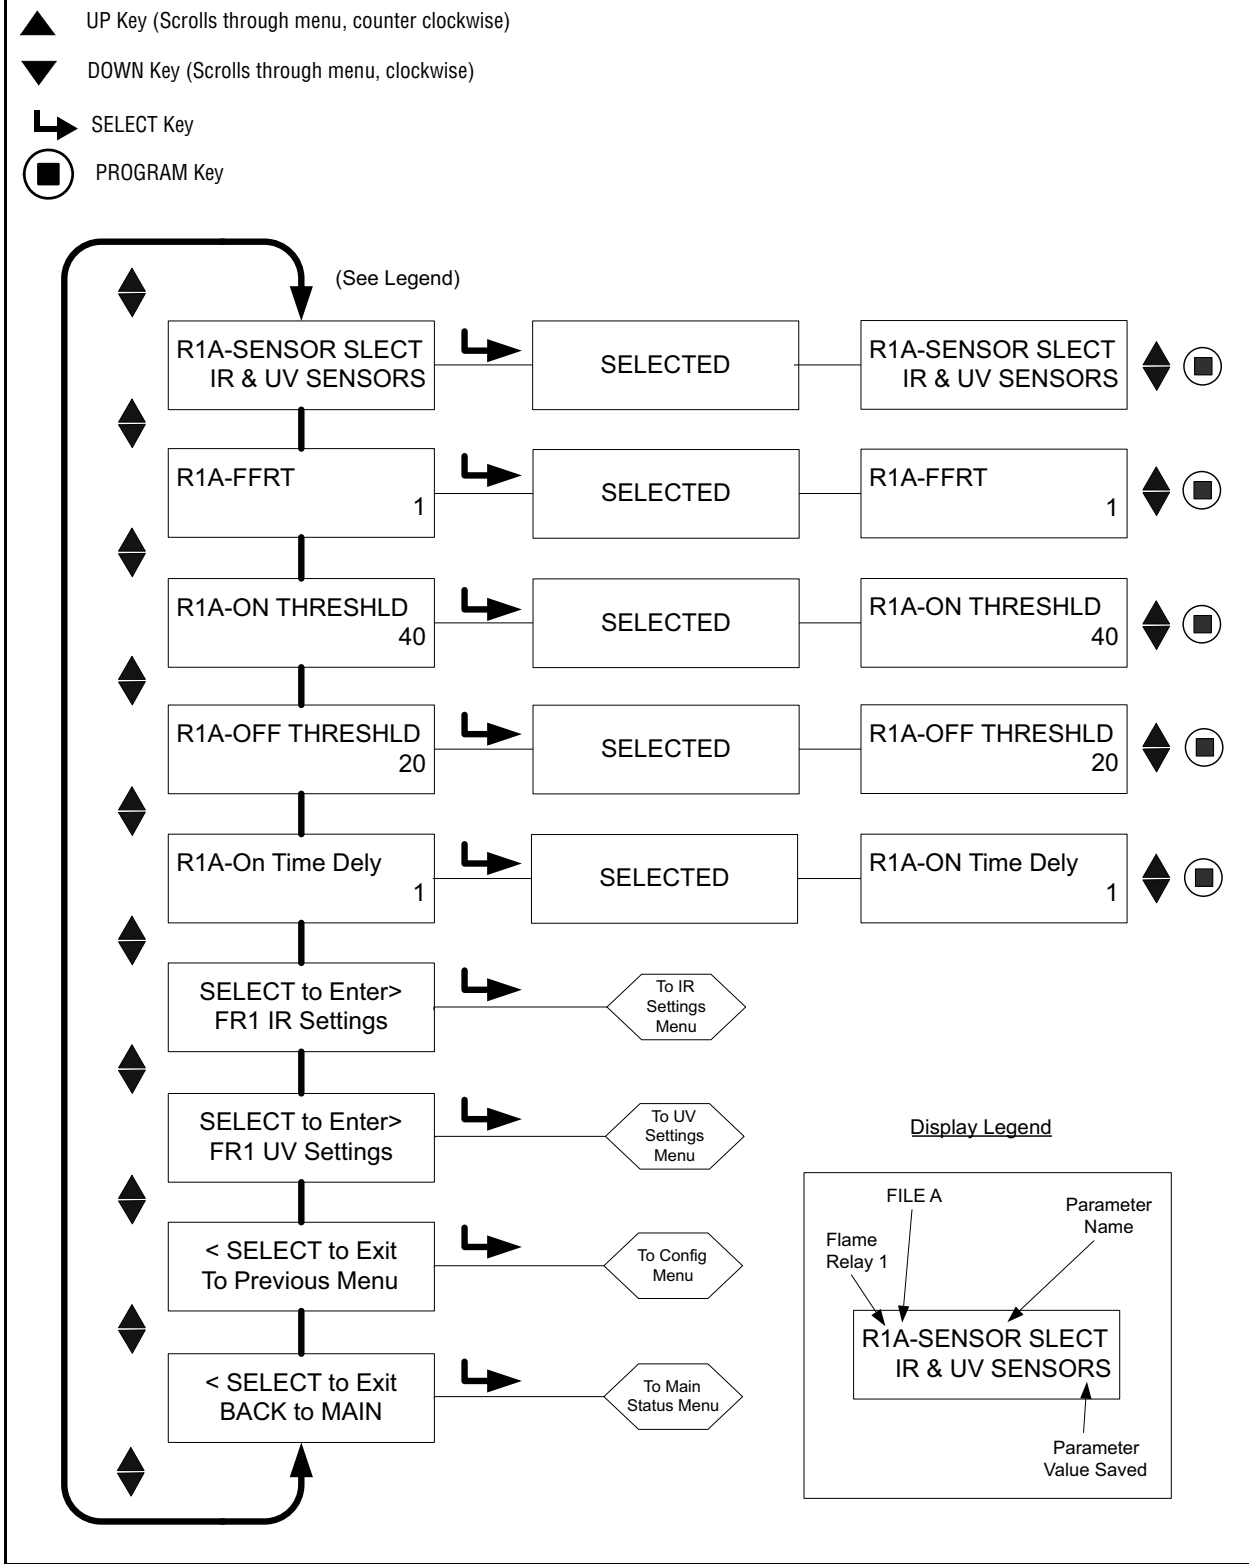 UP Key (Scrolls through menu, counter clockwise)
DOWN Key (Scrolls through menu, clockwise)
SELECT Key
PROGRAM Key
(See Legend)
R1A-SENSOR SLECT
IR & UV SENSORS
SELECTED
R1A-SENSOR SLECT
IR & UV SENSORS
R1A-FFRT
1
SELECTED
R1A-FFRT
1
R1A-ON THRESHLD
40
SELECTED
R1A-ON THRESHLD
40
R1A-OFF THRESHLD
20
SELECTED
R1A-OFF THRESHLD
20
R1A-On Time Dely
1
SELECTED
R1A-ON Time Dely
1
SELECT to Enter>
FR1 IR Settings
To IR
Settings
Menu
SELECT to Enter>
FR1 UV Settings
To UV
Settings
Menu
< SELECT to Exit
To Previous Menu
To Config
Menu
< SELECT to Exit
BACK to MAIN
To Main
Status Menu
Display Legend
FILE A
Parameter
Name
Flame
Relay 1
R1A-SENSOR SLECT
IR & UV SENSORS
Parameter
Value Saved